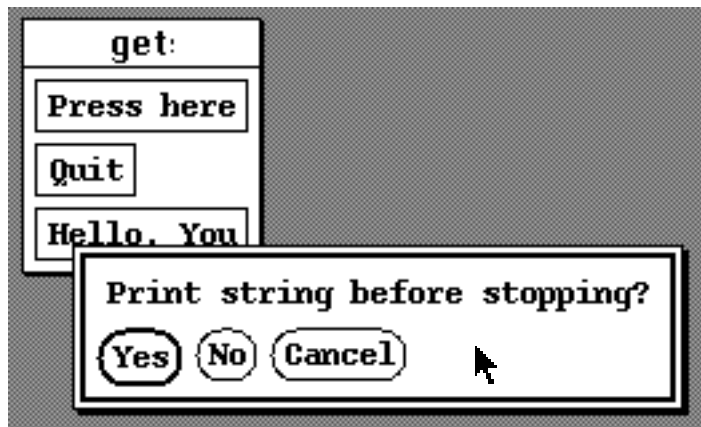 get:
Press here
Quit
Hello, You
Print string before stopping?
Yes No Cancel